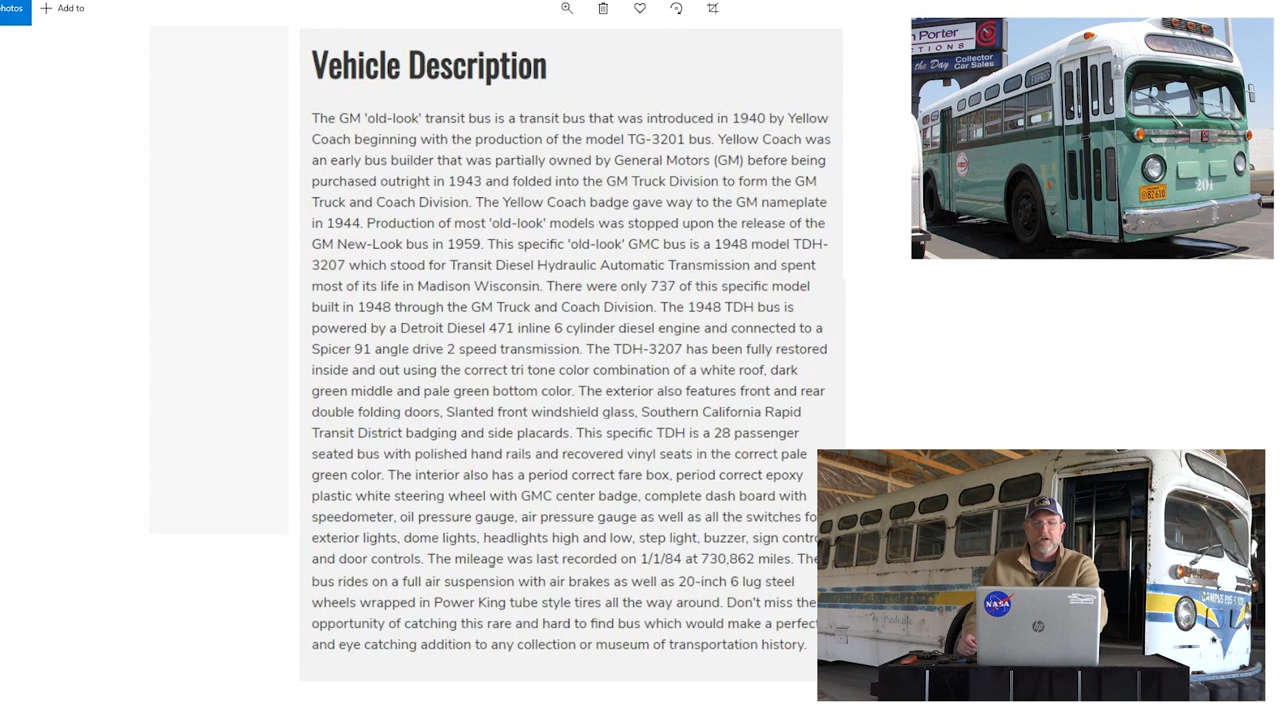 photos
Add to
Vehicle Description
The GM 'old-look' transit bus is a transit bus that was introduced in 1940 by Yellow
Coach beginning with the production of the model TG-3201 bus. Yellow Coach was
an early bus builder that was partially owned by General Motors (GM) before being
purchased outright in 1943 and folded into the GM Truck Division to form the GM
Truck and Coach Division. The Yellow Coach badge gave way to the GM nameplate
in 1944. Production of most 'old-look' models was stopped upon the release of the
GM New-Look bus in 1959. This specific 'old-look' GMC bus is a 1948 model TDH-
3207 which stood for Transit Diesel Hydraulic Automatic Transmission and spent
most of its life in Madison Wisconsin. There were only 737 of this specific model
built in 1948 through the GM Truck and Coach Division. The 1948 TDH bus is
powered by a Detroit Diesel 471 inline 6 cylinder diesel engine and connected to a
Spicer 91 angle drive 2 speed transmission. The TDH-3207 has been fully restored
inside and out using the correct tri tone color combination of a white roof, dark
green middle and pale green bottom color. The exterior also features front and rear
double folding doors, Slanted front windshield glass, Southern California Rapid
Transit District badging and side placards. This specific TDH is a 28 passenger
seated bus with polished hand rails and recovered vinyl seats in the correct pale
green color. The interior also has a period correct fare box, period correct epoxy
plastic white steering wheel with GMC center badge, complete dash board with
speedometer, oil pressure gauge, air pressure gauge as well as all the switches fo
exterior lights, dome lights, headlights high and low, step light, buzzer, sign contro
and door controls. The mileage was last recorded on 1/1/84 at 730,862 miles. The
bus rides on a full air suspension with air brakes as well as 20-inch 6 lug steel
wheels wrapped in Power King tube style tires all the way around. Don't miss the
opportunity of catching this rare and hard to find bus which would make a perfect
and eye catching addition to any collection or museum of transportation history.
n Porter
CTIONS
the Day Collector
Car Sales
EXPRES
201
NASA
hp
CAMPUS BUS